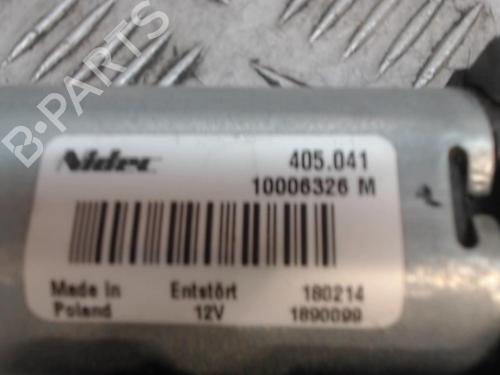 B-PARTS
Nidec 405.041
10006326 M
Made in Entstört 180214
Poland 12V 1890099